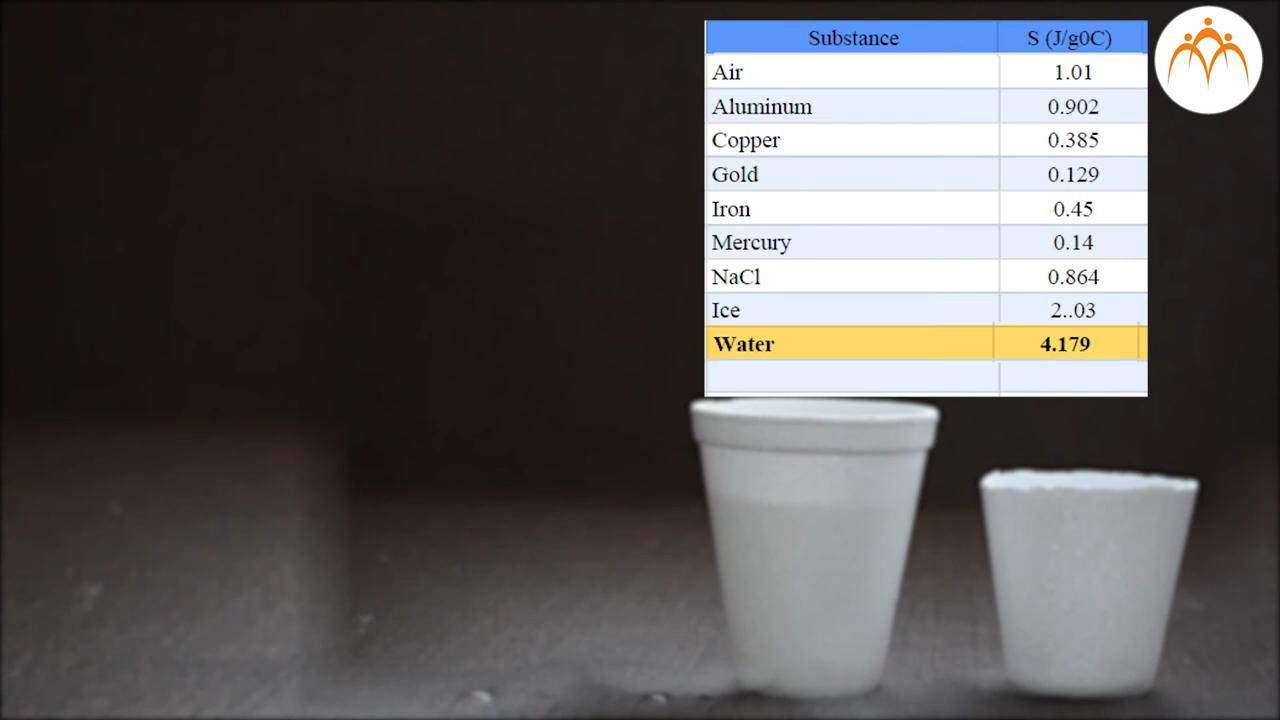 Substance S (J/g0C)
Air 1.01
Aluminum 0.902
Copper 0.385
Gold 0.129
Iron 0.45
Mercury 0.14
NaCl 0.864
Ice 2..03
Water 4.179